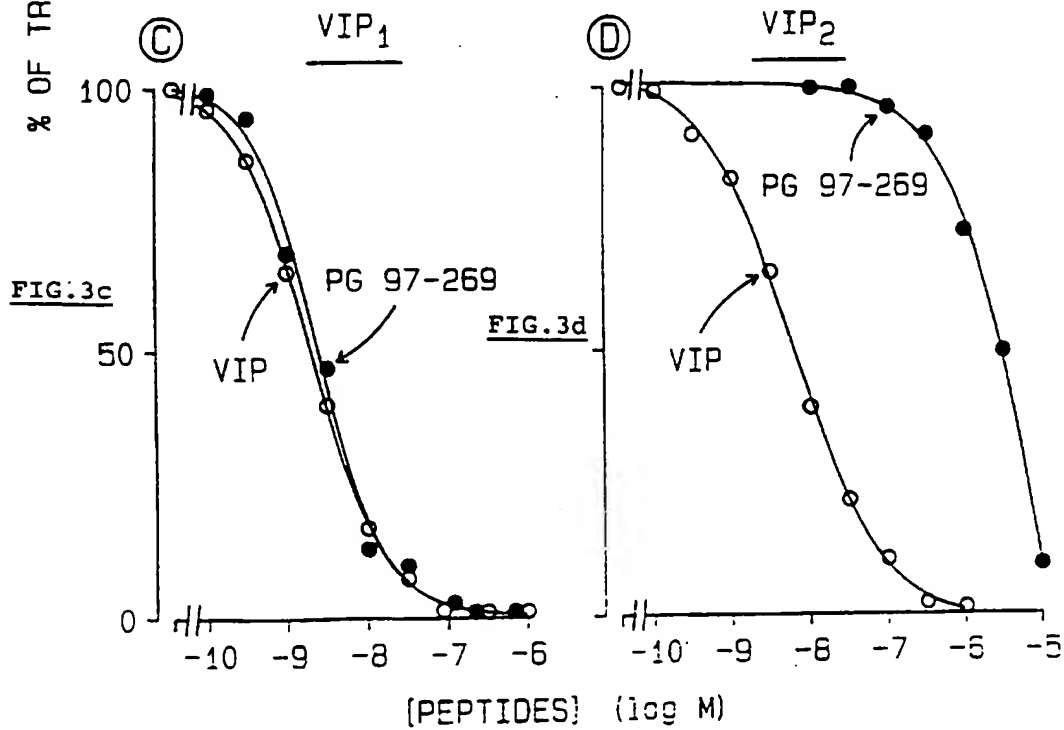 % OF TR
C
VIP1
D
VIP2
100
PG 97-269
FIG.3c
PG 97-269
VIP
FIG.3d
50
VIP
0
-10 -9 -8 -7 -6
-10 -9 -8 -7 -6 -5
[PEPTIDES] (log M)